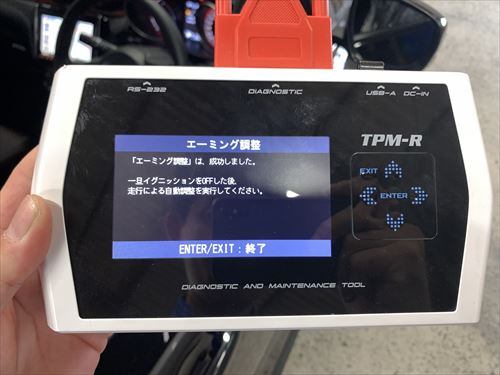 RS-232
DIAGNOSTIC
USB-A
DC-IN
エーミング調整
「エーミング調整」は、成功しました。
一旦イグニッションをOFFした後、
走行による自動調整を実行してください。
ENTER/EXIT：終了
TPM-R
EXIT
ENTER
DIAGNOSTIC AND MAINTENANCE TOOL